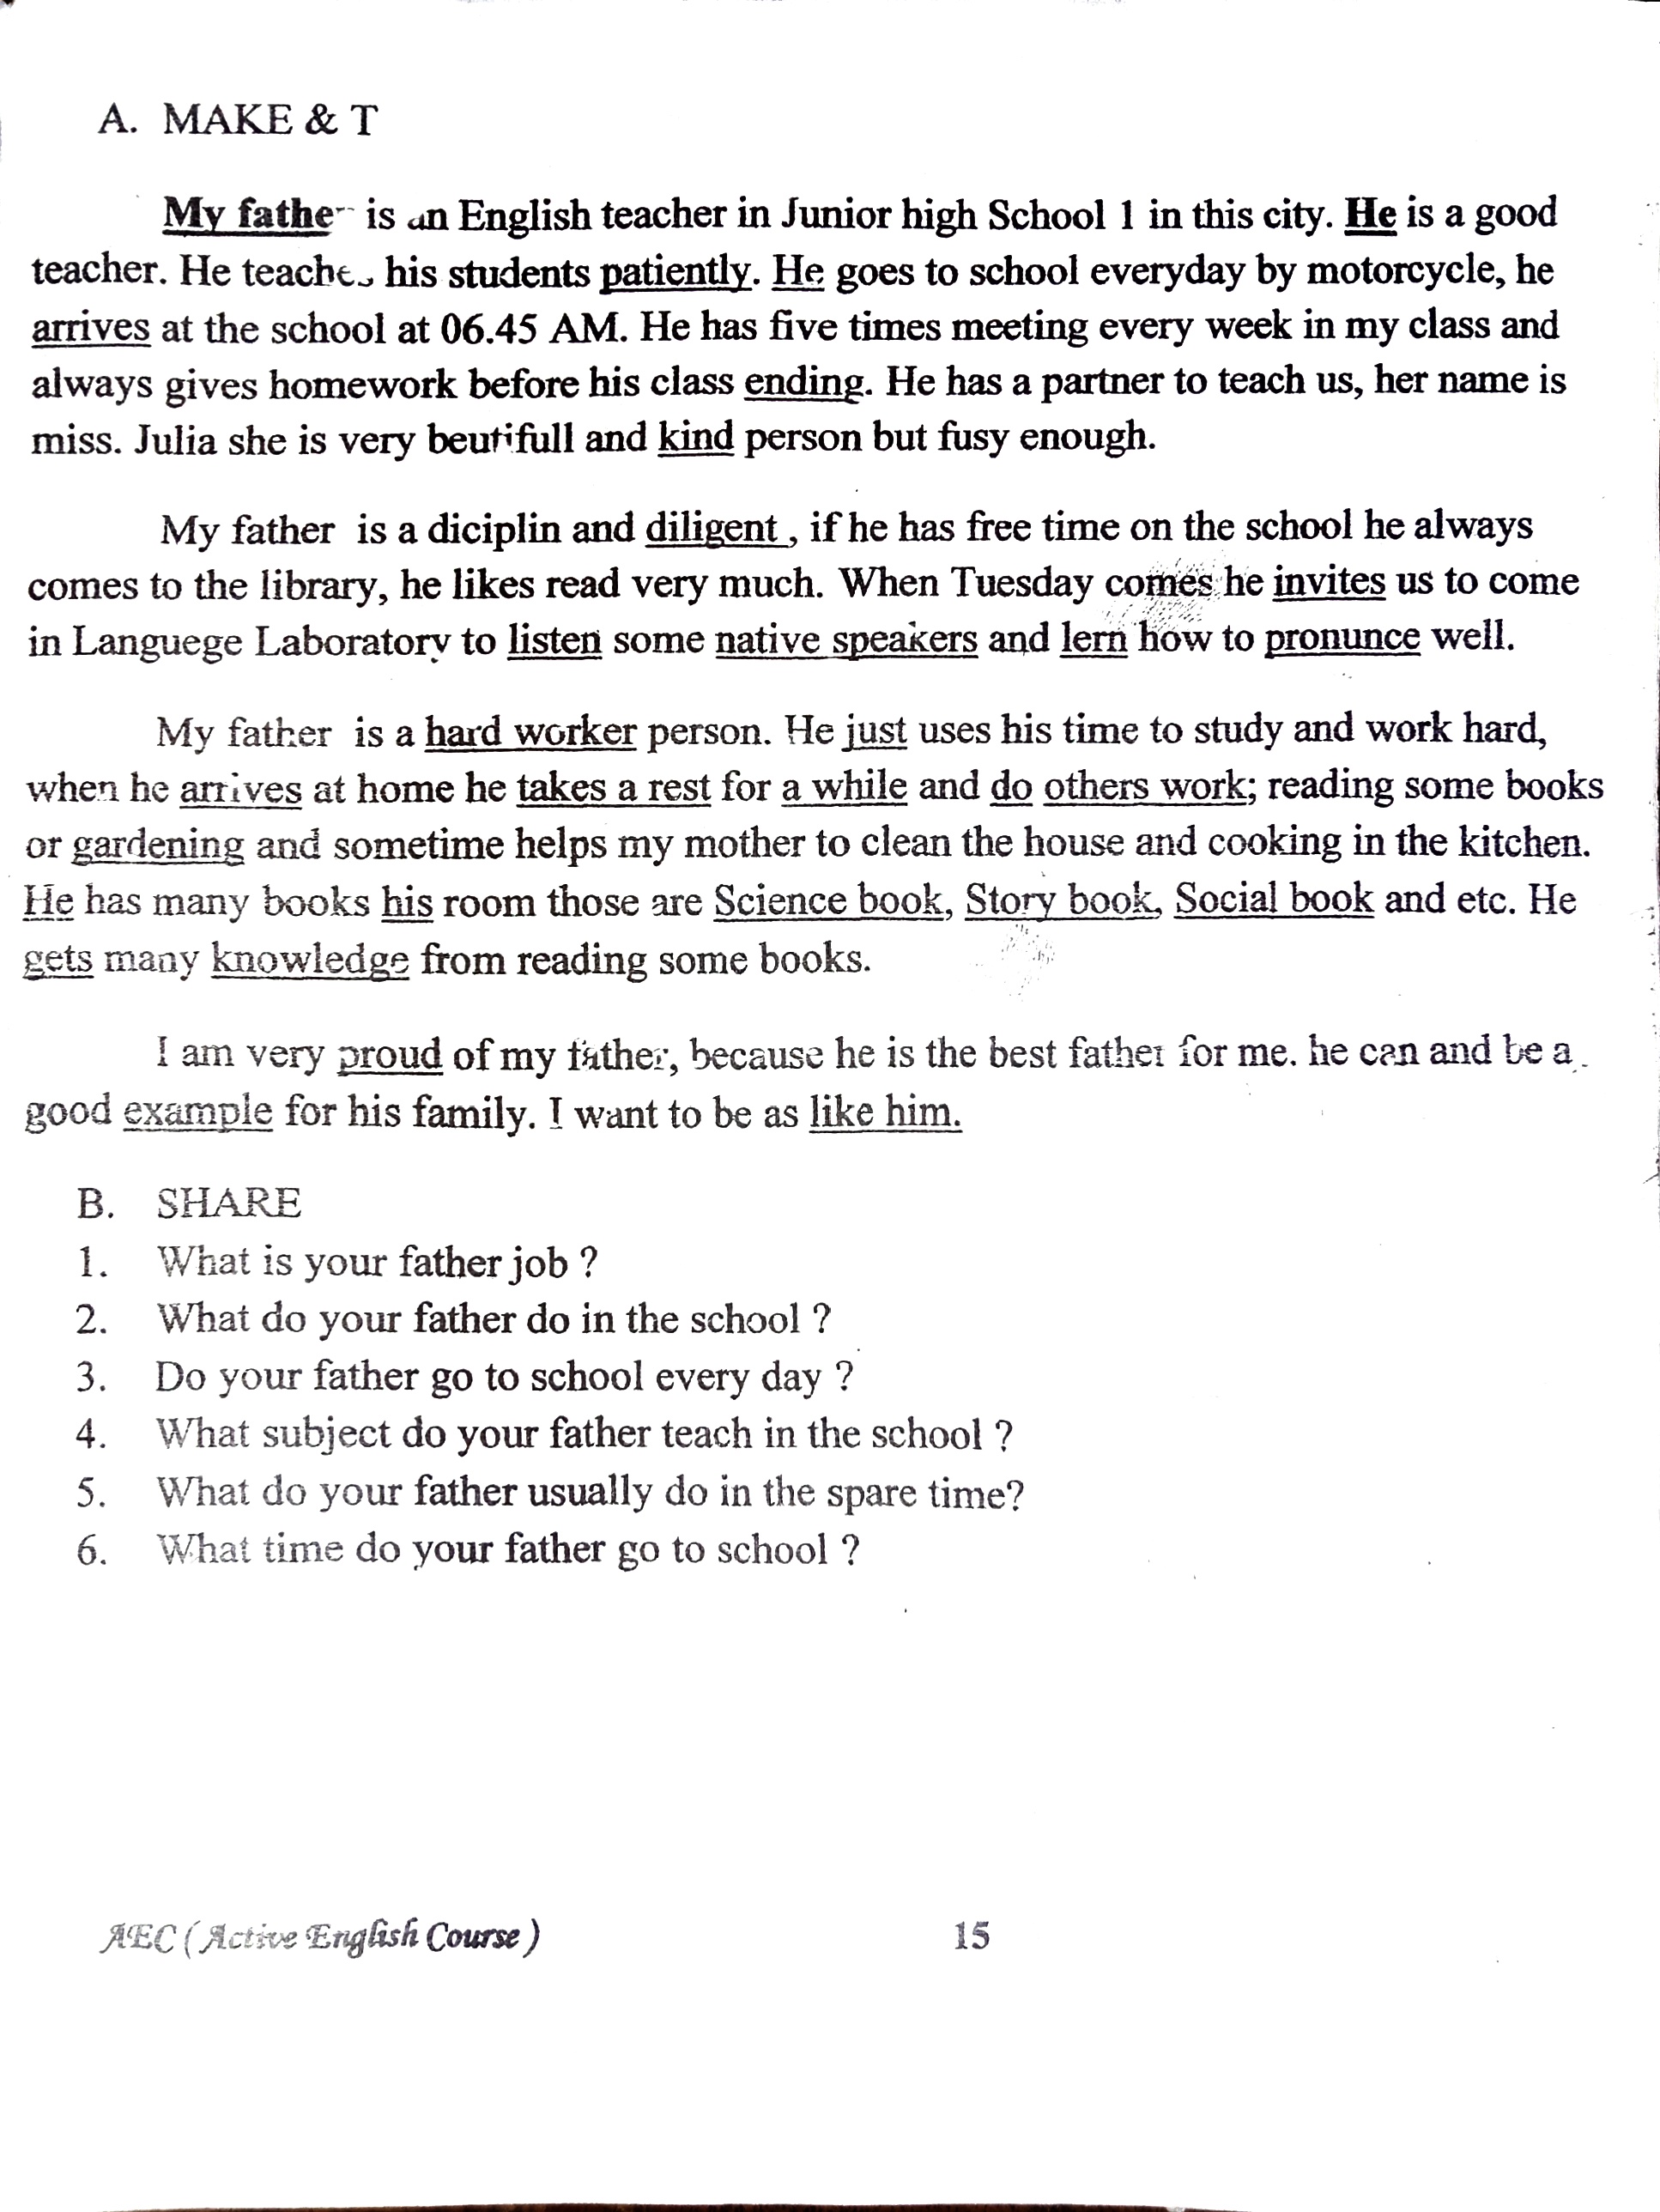 A. MAKE & T
My father is an English teacher in Junior high School 1 in this city. He is a good
teacher. He teaches his students patiently. He goes to school everyday by motorcycle, he
arrives at the school at 06.45 AM. He has five times meeting every week in my class and
always gives homework before his class ending. He has a partner to teach us, her name is
miss. Julia she is very beutifull and kind person but fusy enough.
My father is a diciplin and diligent , if he has free time on the school he always
comes to the library, he likes read very much. When Tuesday comes he invites us to come
in Languege Laboratory to listen some native speakers and lern how to pronunce well.
My father is a hard worker person. He just uses his time to study and work hard,
when he arrives at home he takes a rest for a while and do others work; reading some books
or gardening and sometime helps my mother to clean the house and cooking in the kitchen.
He has many books his room those are Science book, Story book, Social book and etc. He
gets many knowledge from reading some books.
I am very proud of my father, because he is the best father for me. he can and be a
good example for his family. I want to be as like him.
B. SHARE
1. What is your father job ?
2. What do your father do in the school ?
3. Do your father go to school every day ?
4. What subject do your father teach in the school ?
5. What do your father usually do in the spare time?
6. What time do your father go to school ?
AEC ( Active English Course ) 15